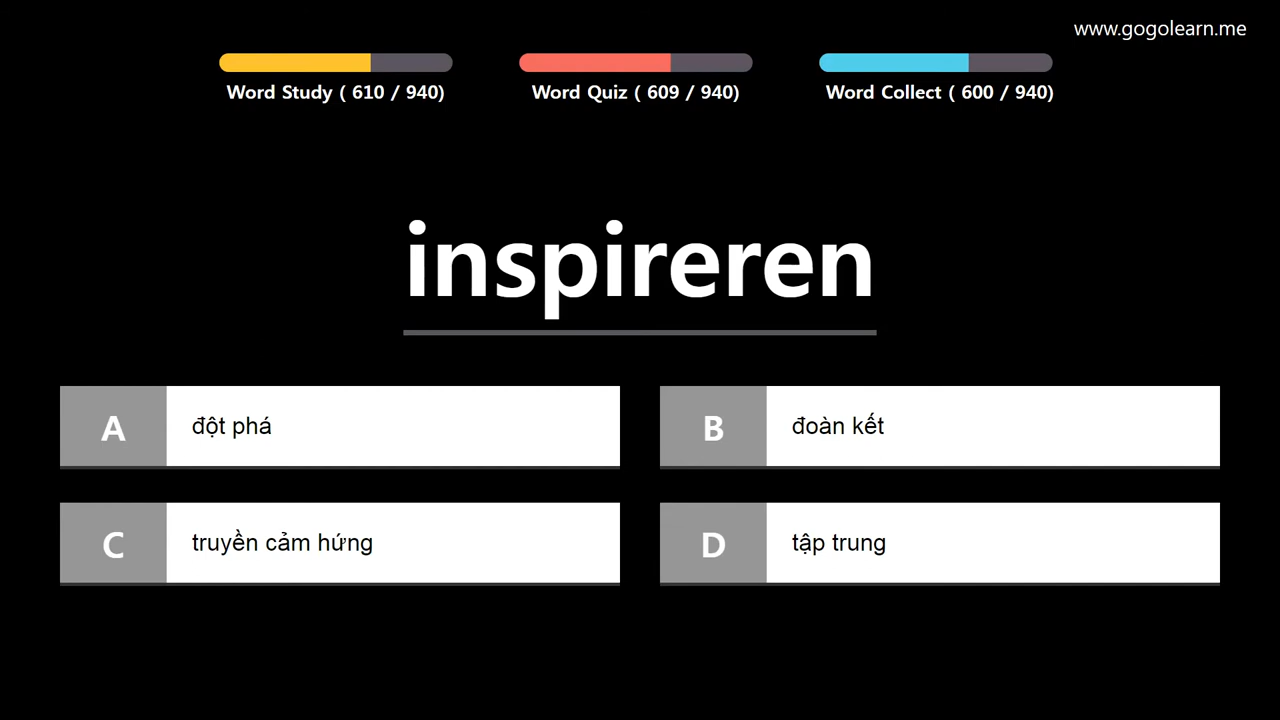 www.gogolearn.me
Word Study ( 610 / 940)
Word Quiz ( 609 / 940)
Word Collect ( 600 / 940)
inspireren
A đột phá
B đoàn kết
C truyền cảm hứng
D tập trung